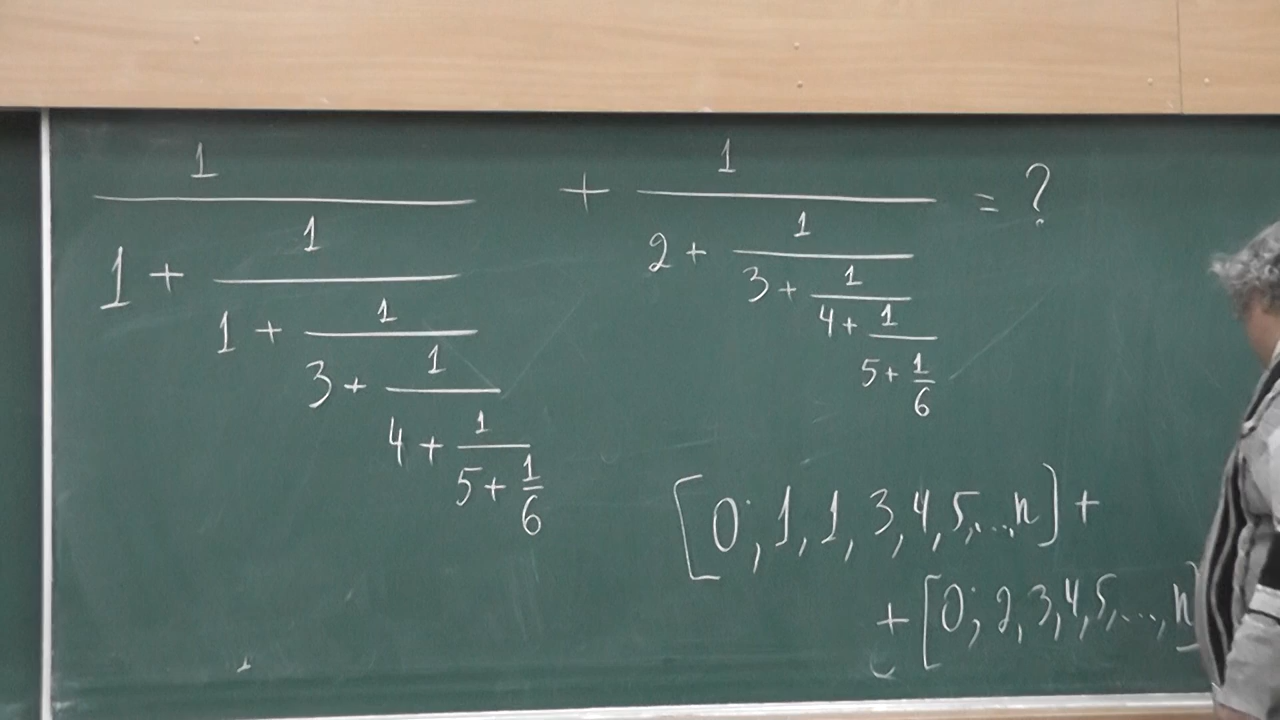 1 + 1 = ?
1 1
1 + 2 +
1 1
1 + 3 +
1 1
3 + 4 +
1 1
4 + 5 + 6
1
5 + 6
[0; 1, 1, 3, 4, 5, ..., n] +
+ [0; 2, 3, 4, 5, ..., n]